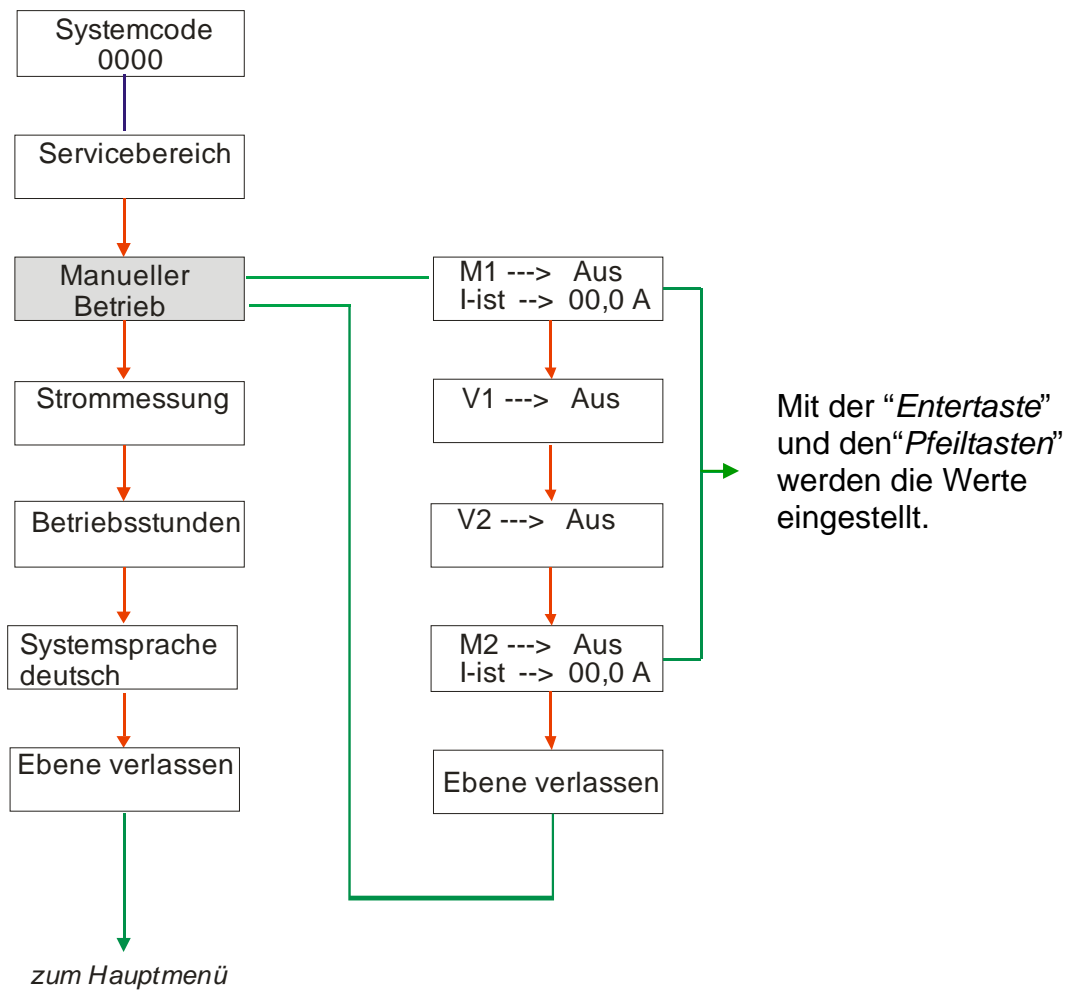 Systemcode
0000
Servicebereich
Manueller
Betrieb
Strommessung
Betriebsstunden
Systemsprache
deutsch
Ebene verlassen
zum Hauptmenü
M1 ---> Aus
I-ist --> 00,0 A
V1 ---> Aus
V2 ---> Aus
M2 ---> Aus
I-ist --> 00,0 A
Ebene verlassen
Mit der “Entertaste”
und den“Pfeiltasten”
werden die Werte
eingestellt.